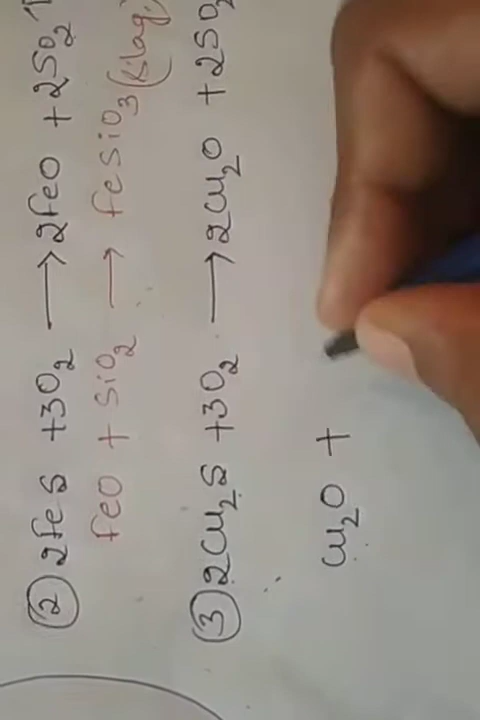 ② 2FeS + 3O₂ → 2FeO + 2SO₂↑
FeO + SiO₂ → FeSiO₃ (Slag)
③ 2Cu₂S + 3O₂ → 2Cu₂O + 2SO₂
Cu₂O +